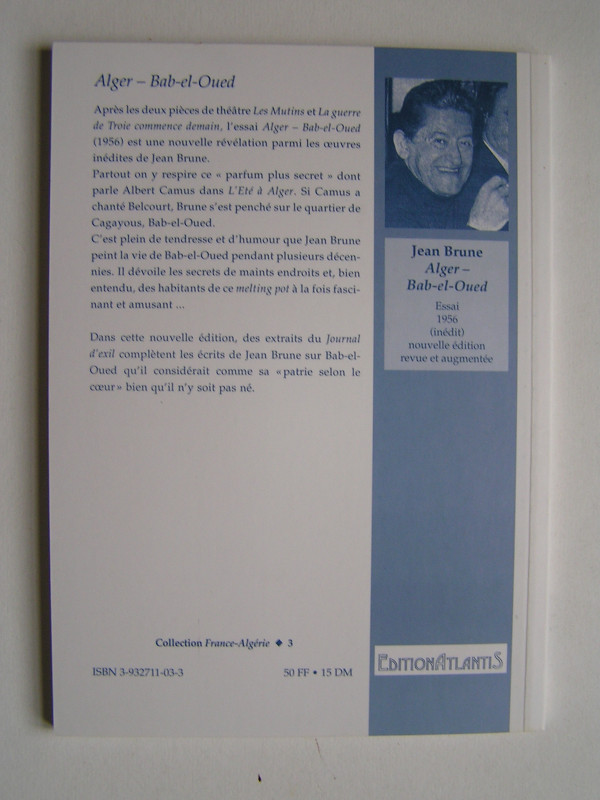 Alger – Bab-el-Oued
Après les deux pièces de théâtre Les Mutins et La guerre
de Troie commence demain, l'essai Alger – Bab-el-Oued
(1956) est une nouvelle révélation parmi les œuvres
inédites de Jean Brune.
Partout on y respire ce « parfum plus secret » dont
parle Albert Camus dans L'Eté à Alger. Si Camus a
chanté Belcourt, Brune s'est penché sur le quartier de
Cagayous, Bab-el-Oued.
C'est plein de tendresse et d'humour que Jean Brune
peint la vie de Bab-el-Oued pendant plusieurs décen-
nies. Il dévoile les secrets de maints endroits et, bien
entendu, des habitants de ce melting pot à la fois fasci-
nant et amusant ...
Dans cette nouvelle édition, des extraits du Journal
d'exil complètent les écrits de Jean Brune sur Bab-el-
Oued qu'il considérait comme sa «patrie selon le
cœur» bien qu'il n'y soit pas né.
Collection France-Algérie ◆ 3
ISBN 3-932711-03-3
50 FF • 15 DM
Jean Brune
Alger –
Bab-el-Oued
Essai
1956
(inédit)
nouvelle édition
revue et augmentée
EDITIONATLANTIS